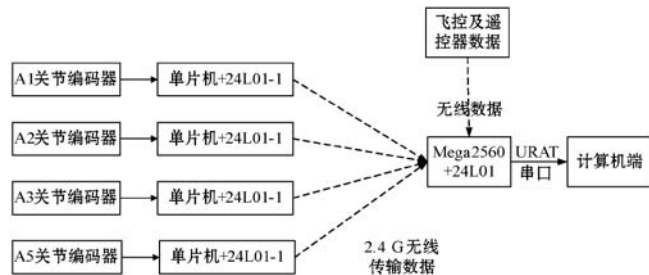 飞控及遥
控器数据
A1关节编码器
单片机+24L01-1
A2关节编码器
单片机+24L01-1
无线数据
Mega2560
+24L01
URAT
串口
计算机端
A3关节编码器
单片机+24L01-1
A5关节编码器
单片机+24L01-1
2.4 G无线
传输数据